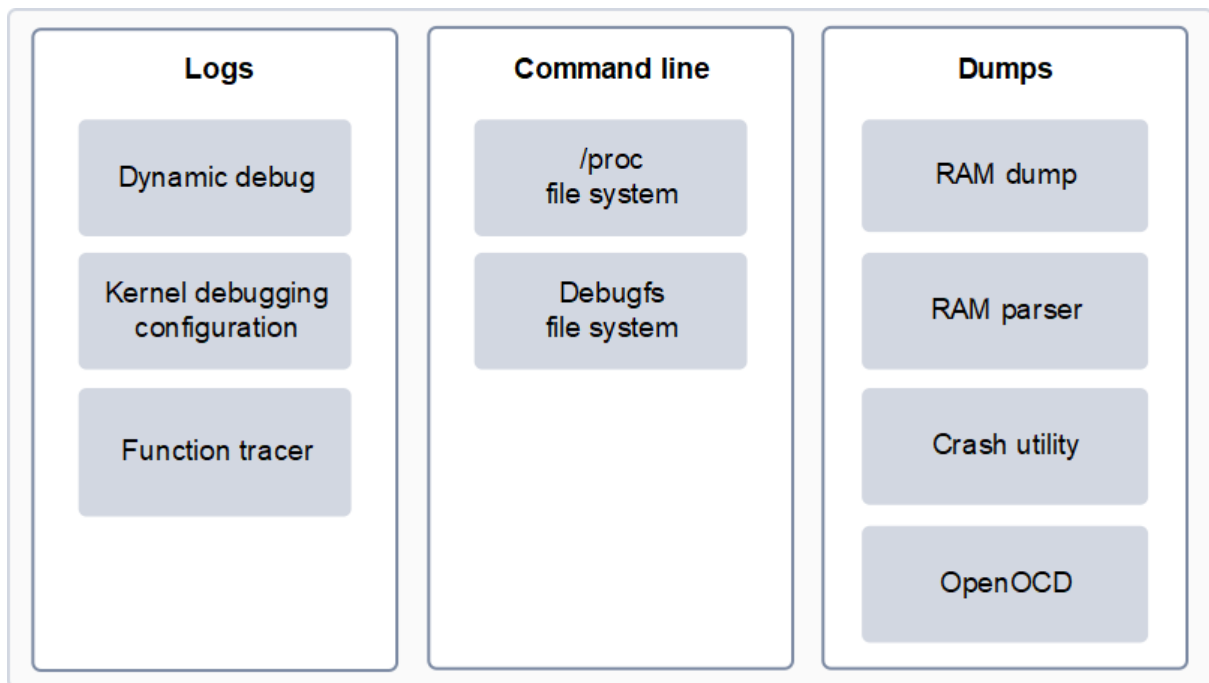 Logs
Dynamic debug
Kernel debugging
configuration
Function tracer
Command line
/proc
file system
Debugfs
file system
Dumps
RAM dump
RAM parser
Crash utility
OpenOCD